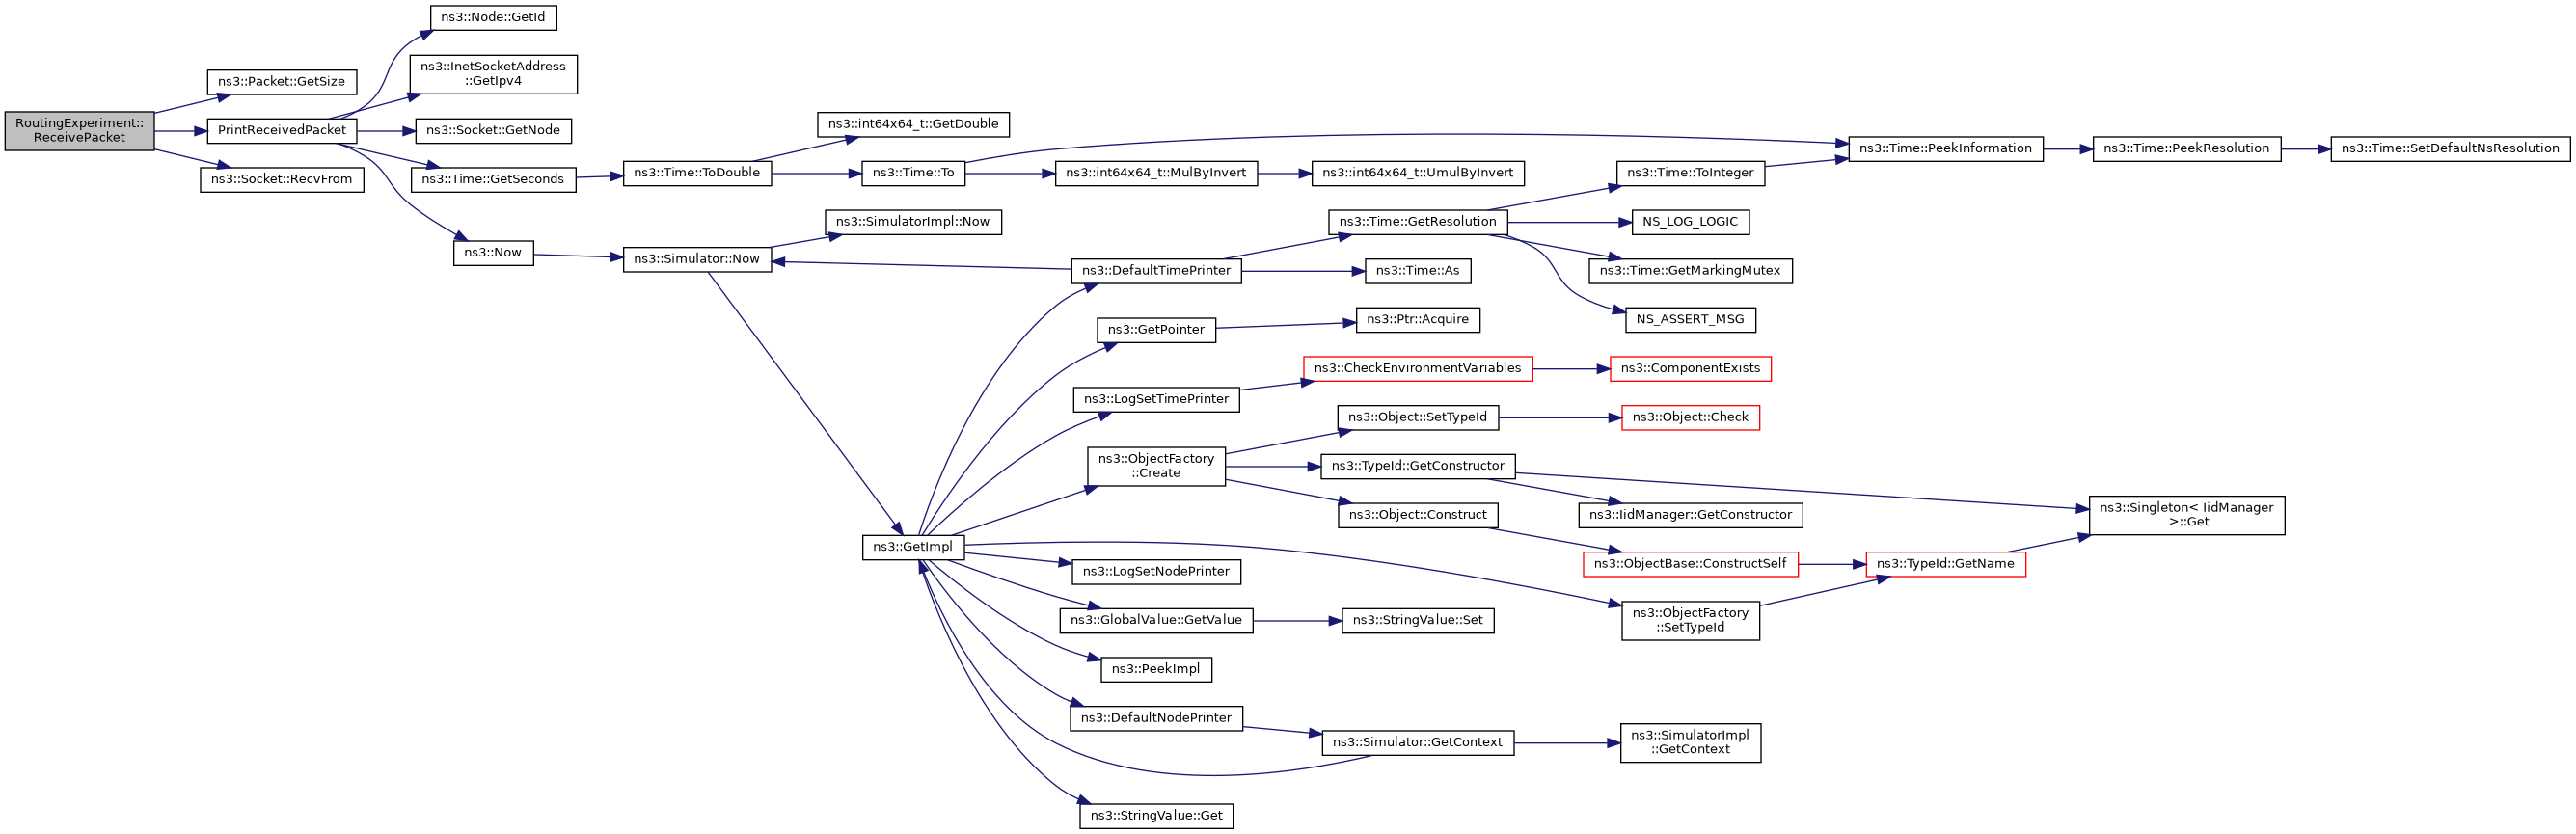 ns3::Node::GetId
ns3::InetSocketAddress
::GetIpv4
ns3::Packet::GetSize
RoutingExperiment::
ReceivePacket
PrintReceivedPacket
ns3::Socket::GetNode
ns3::Socket::RecvFrom
ns3::Time::GetSeconds
ns3::Now
ns3::int64x64_t::GetDouble
ns3::Time::ToDouble
ns3::Time::To
ns3::int64x64_t::MulByInvert
ns3::int64x64_t::UmulByInvert
ns3::Time::ToInteger
ns3::Time::PeekInformation
ns3::Time::PeekResolution
ns3::Time::SetDefaultNsResolution
ns3::SimulatorImpl::Now
ns3::Simulator::Now
ns3::Time::GetResolution
NS_LOG_LOGIC
ns3::DefaultTimePrinter
ns3::Time::As
ns3::Time::GetMarkingMutex
NS_ASSERT_MSG
ns3::GetPointer
ns3::Ptr::Acquire
ns3::CheckEnvironmentVariables
ns3::ComponentExists
ns3::LogSetTimePrinter
ns3::Object::SetTypeId
ns3::Object::Check
ns3::ObjectFactory
::Create
ns3::TypeId::GetConstructor
ns3::Object::Construct
ns3::IidManager::GetConstructor
ns3::Singleton< IidManager
>::Get
ns3::GetImpl
ns3::LogSetNodePrinter
ns3::ObjectBase::ConstructSelf
ns3::TypeId::GetName
ns3::GlobalValue::GetValue
ns3::StringValue::Set
ns3::ObjectFactory
::SetTypeId
ns3::PeekImpl
ns3::DefaultNodePrinter
ns3::Simulator::GetContext
ns3::SimulatorImpl
::GetContext
ns3::StringValue::Get